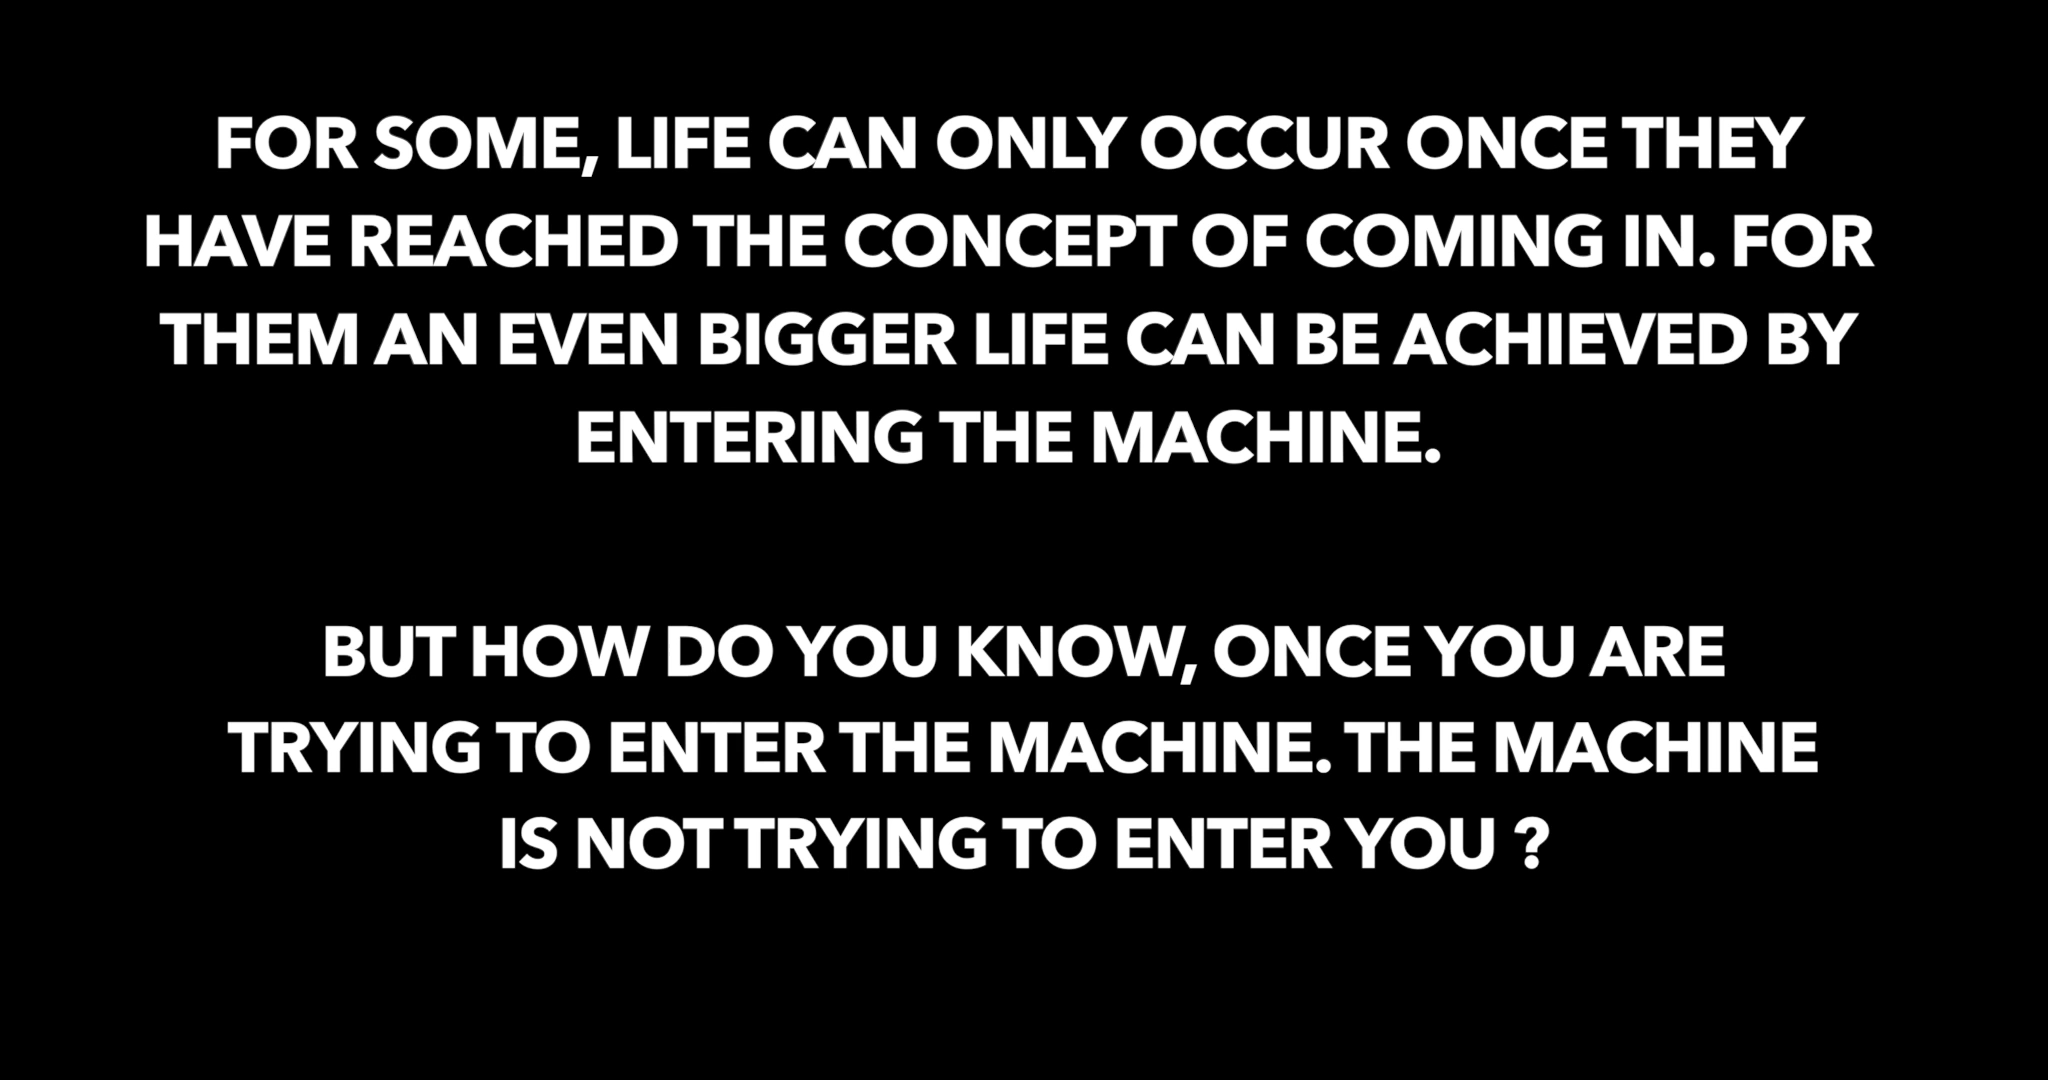 FOR SOME, LIFE CAN ONLY OCCUR ONCE THEY
HAVE REACHED THE CONCEPT OF COMING IN. FOR
THEM AN EVEN BIGGER LIFE CAN BE ACHIEVED BY
ENTERING THE MACHINE.
BUT HOW DO YOU KNOW, ONCE YOU ARE
TRYING TO ENTER THE MACHINE. THE MACHINE
IS NOT TRYING TO ENTER YOU ?